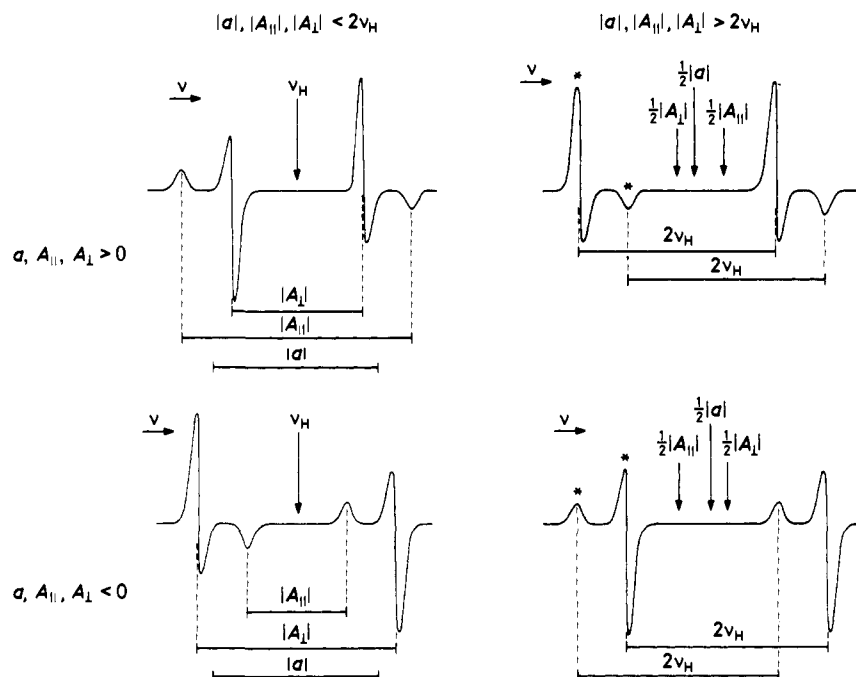 |a|, |A∥|, |A⊥| < 2νH
|a|, |A∥|, |A⊥| > 2νH
ν
νH
ν
*
½|a|
½|A⊥|
½|A∥|
*
a, A∥, A⊥ > 0
2νH
2νH
|A⊥|
|A∥|
|a|
ν
νH
ν
½|a|
½|A∥|
½|A⊥|
*
*
a, A∥, A⊥ < 0
|A∥|
|A⊥|
|a|
2νH
2νH